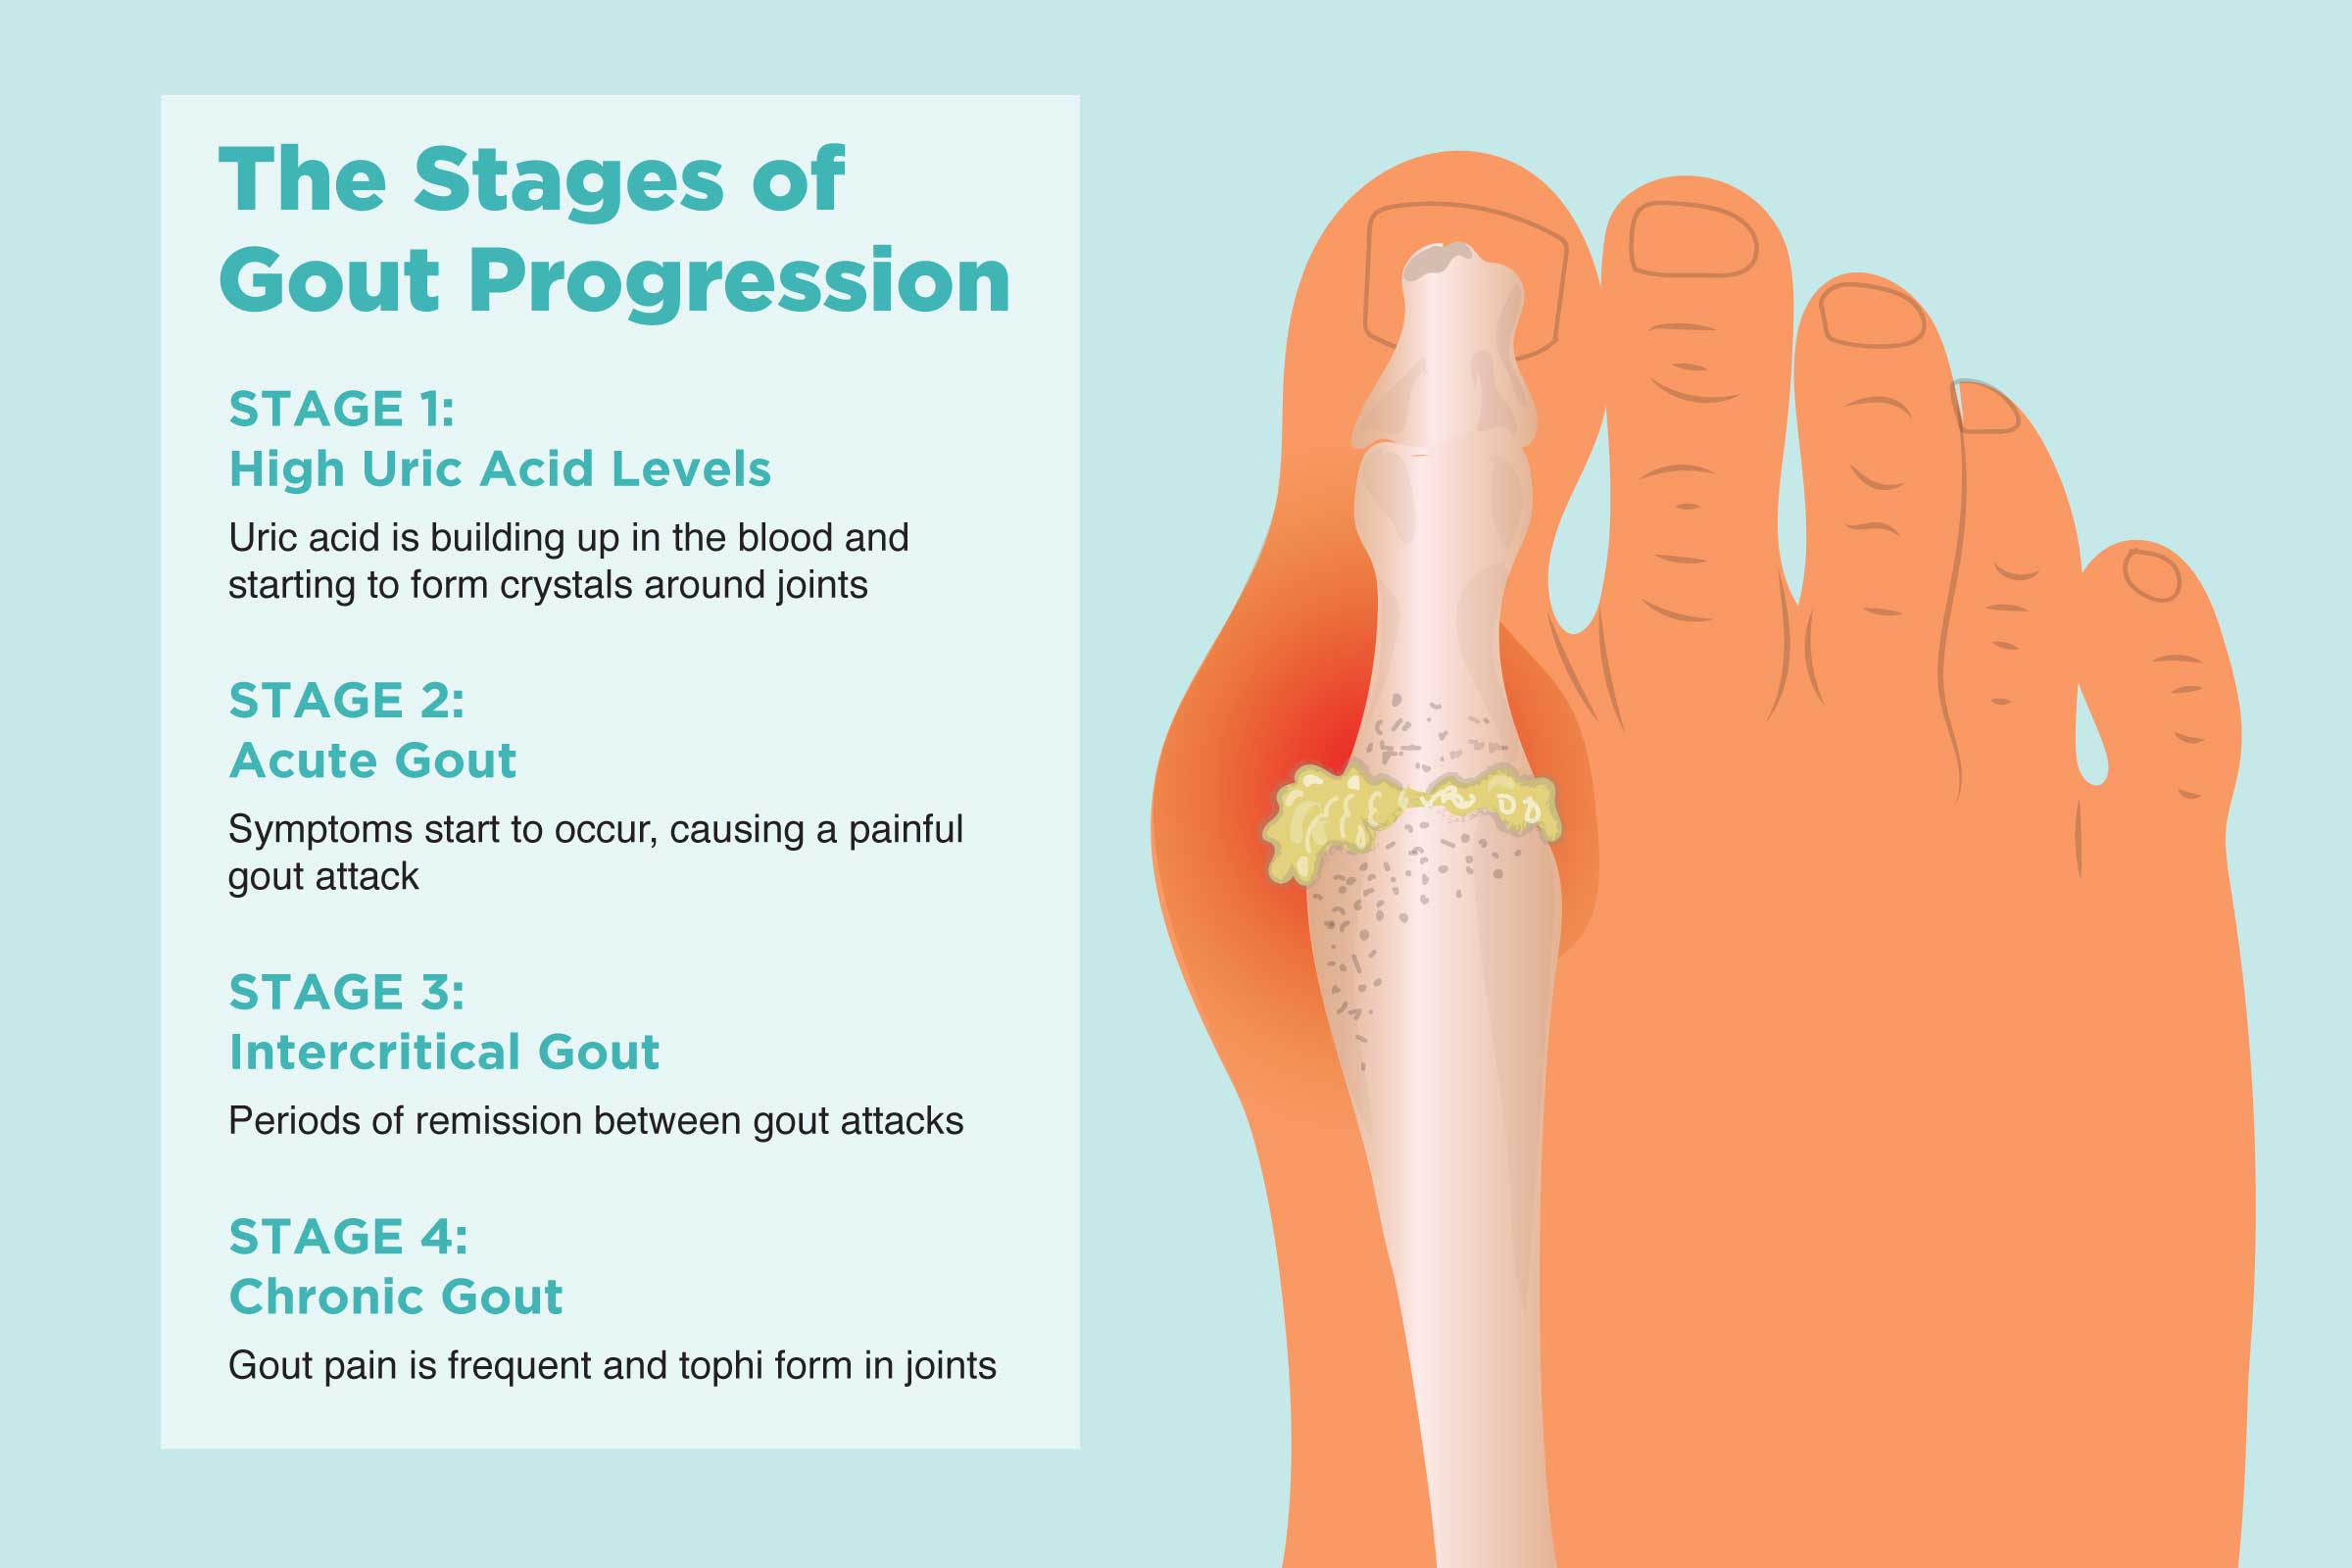 The Stages of
Gout Progression
STAGE 1:
High Uric Acid Levels
Uric acid is building up in the blood and
starting to form crystals around joints
STAGE 2:
Acute Gout
Symptoms start to occur, causing a painful
gout attack
STAGE 3:
Intercritical Gout
Periods of remission between gout attacks
STAGE 4:
Chronic Gout
Gout pain is frequent and tophi form in joints